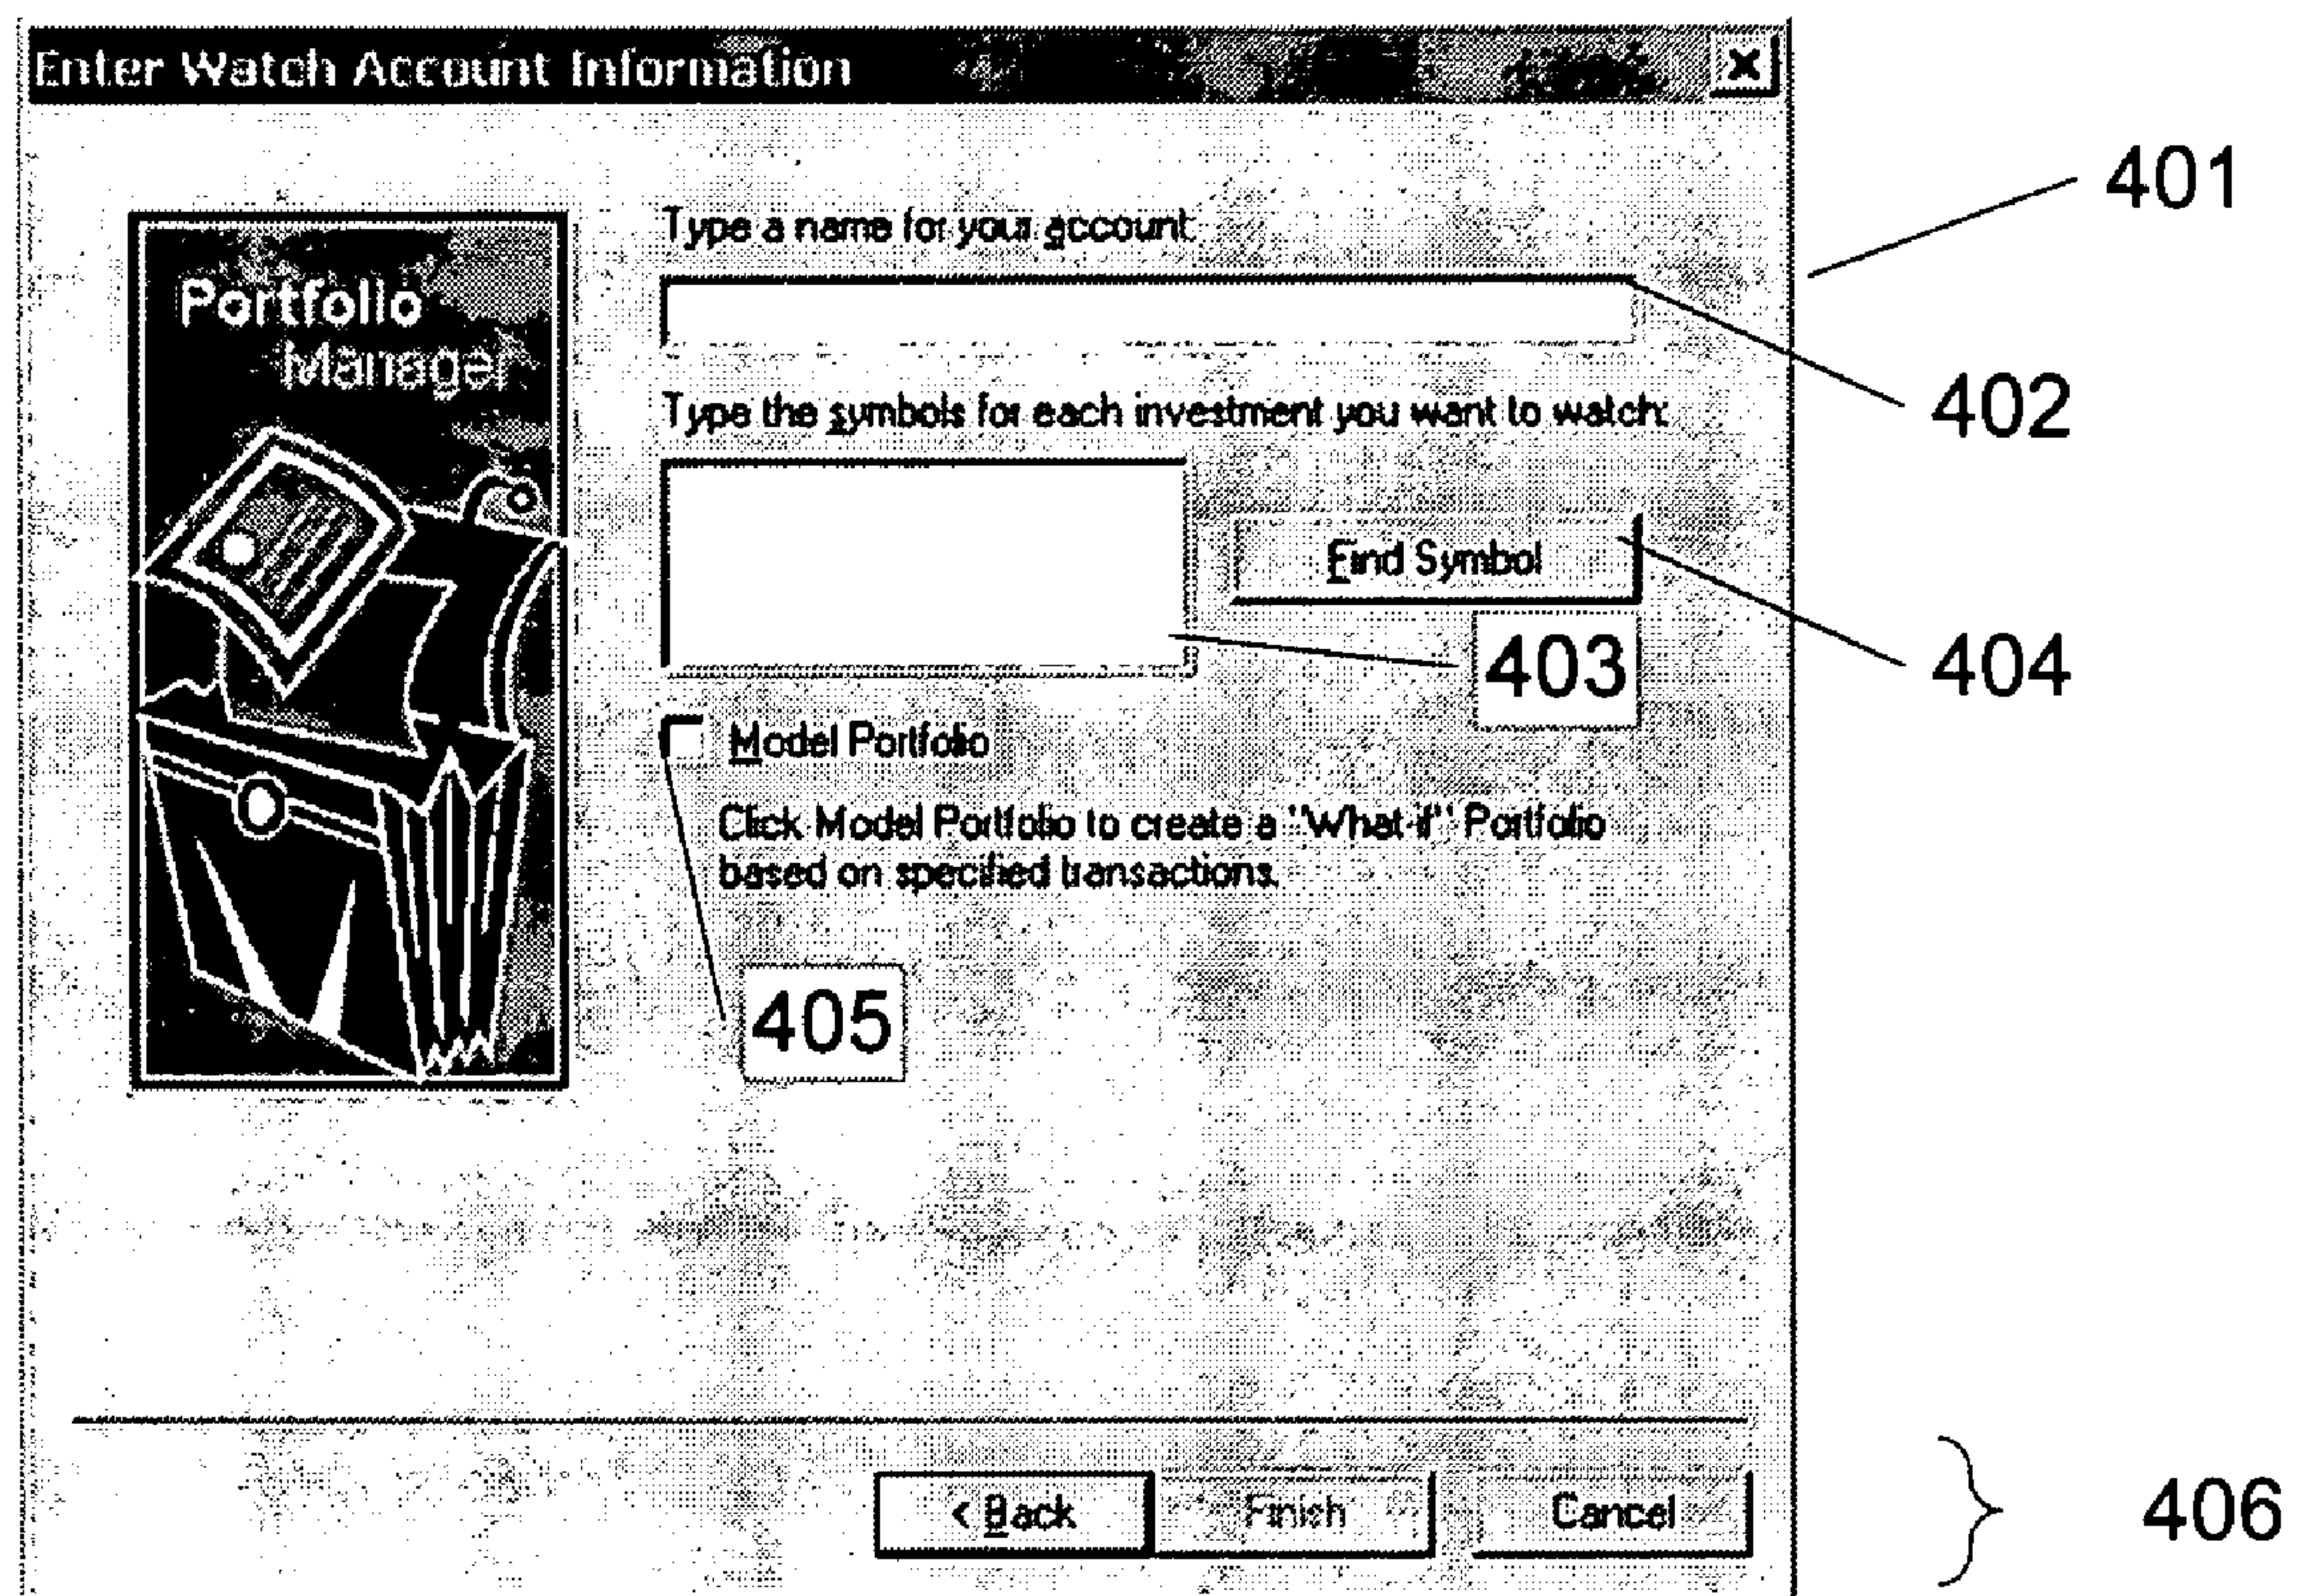 Enter Watch Account Information
X
401
Portfolio
Manager
Type a name for your account:
402
Type the symbols for each investment you want to watch:
Find Symbol
403
404
Model Portfolio
Click Model Portfolio to create a "What-if" Portfolio
based on specified transactions.
405
< Back Finish Cancel
406